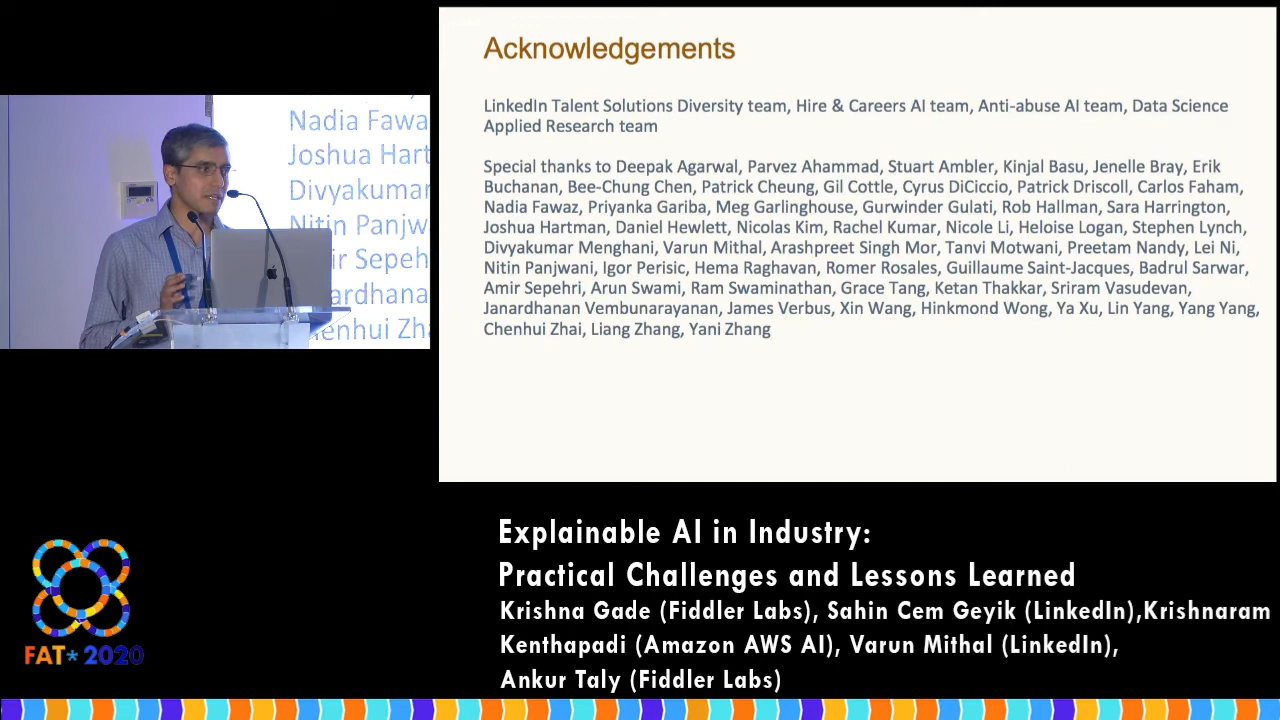 Nadia Fawa
Joshua Hart
Divyakumar
Nitin Panjw
ir Sepeh
ardhana
henhui Zha
Acknowledgements
LinkedIn Talent Solutions Diversity team, Hire & Careers AI team, Anti-abuse AI team, Data Science
Applied Research team
Special thanks to Deepak Agarwal, Parvez Ahammad, Stuart Ambler, Kinjal Basu, Jenelle Bray, Erik
Buchanan, Bee-Chung Chen, Patrick Cheung, Gil Cottle, Cyrus DiCiccio, Patrick Driscoll, Carlos Faham,
Nadia Fawaz, Priyanka Gariba, Meg Garlinghouse, Gurwinder Gulati, Rob Hallman, Sara Harrington,
Joshua Hartman, Daniel Hewlett, Nicolas Kim, Rachel Kumar, Nicole Li, Heloise Logan, Stephen Lynch,
Divyakumar Menghani, Varun Mithal, Arashpreet Singh Mor, Tanvi Motwani, Preetam Nandy, Lei Ni,
Nitin Panjwani, Igor Perisic, Hema Raghavan, Romer Rosales, Guillaume Saint-Jacques, Badrul Sarwar,
Amir Sepehri, Arun Swami, Ram Swaminathan, Grace Tang, Ketan Thakkar, Sriram Vasudevan,
Janardhanan Vembunarayanan, James Verbus, Xin Wang, Hinkmond Wong, Ya Xu, Lin Yang, Yang Yang,
Chenhui Zhai, Liang Zhang, Yani Zhang
Explainable AI in Industry:
Practical Challenges and Lessons Learned
Krishna Gade (Fiddler Labs), Sahin Cem Geyik (LinkedIn),Krishnaram
Kenthapadi (Amazon AWS AI), Varun Mithal (LinkedIn),
Ankur Taly (Fiddler Labs)
FAT* 2020